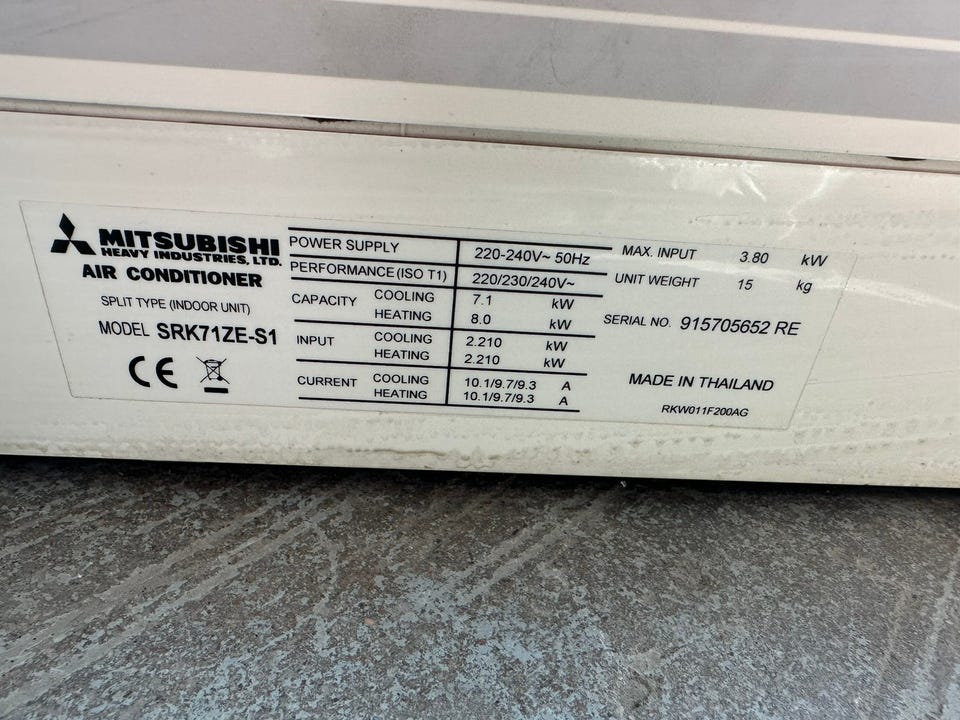 MITSUBISHI
HEAVY INDUSTRIES, LTD.
AIR CONDITIONER
SPLIT TYPE (INDOOR UNIT)
MODEL SRK71ZE-S1
CE
POWER SUPPLY 220-240V~ 50Hz
PERFORMANCE (ISO T1) 220/230/240V~
CAPACITY COOLING 7.1 kW
HEATING 8.0 kW
INPUT COOLING 2.210 kW
HEATING 2.210 kW
CURRENT COOLING 10.1/9.7/9.3 A
HEATING 10.1/9.7/9.3 A
MAX. INPUT 3.80 kW
UNIT WEIGHT 15 kg
SERIAL NO. 915705652 RE
MADE IN THAILAND
RKW011F200AG